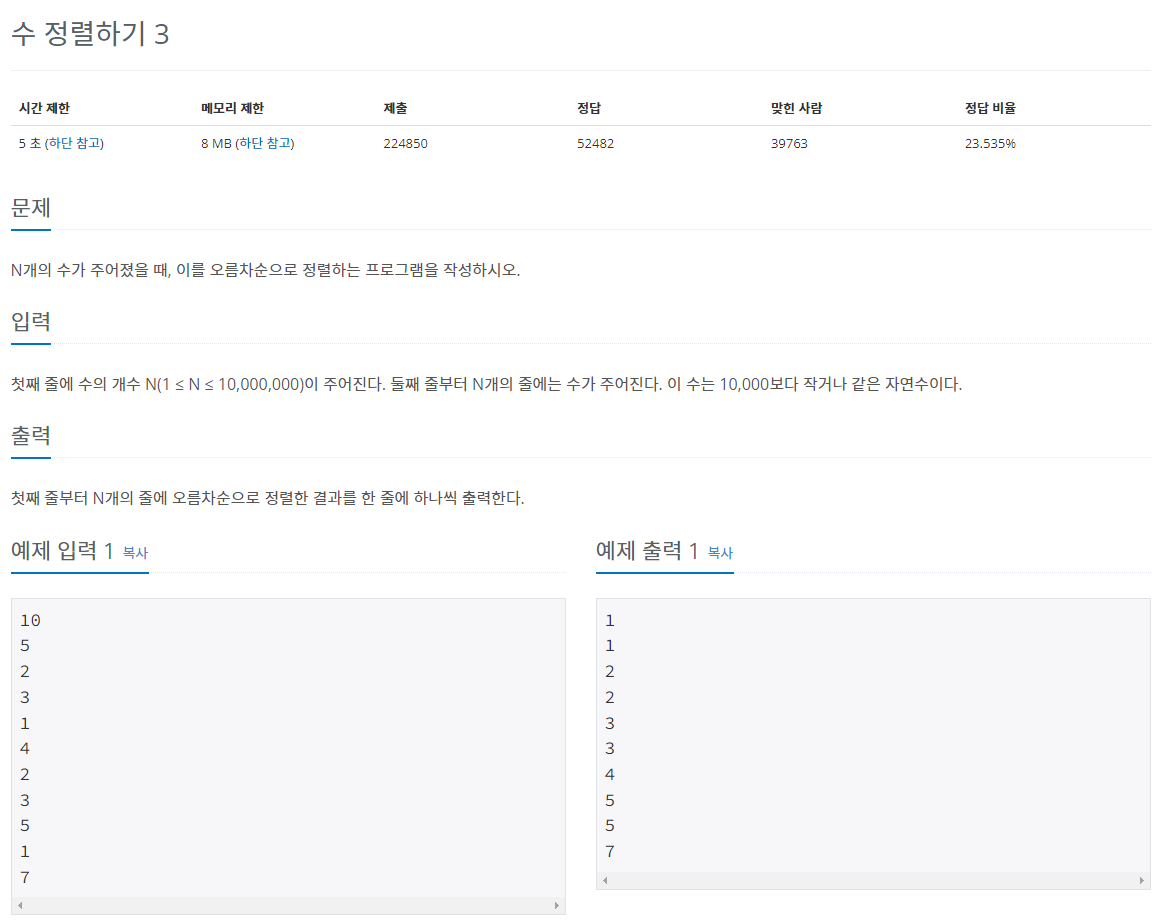 수 정렬하기 3
시간 제한 메모리 제한 제출 정답 맞힌 사람 정답 비율
5 초 (하단 참고) 8 MB (하단 참고) 224850 52482 39763 23.535%
문제
N개의 수가 주어졌을 때, 이를 오름차순으로 정렬하는 프로그램을 작성하시오.
입력
첫째 줄에 수의 개수 N(1 ≤ N ≤ 10,000,000)이 주어진다. 둘째 줄부터 N개의 줄에는 수가 주어진다. 이 수는 10,000보다 작거나 같은 자연수이다.
출력
첫째 줄부터 N개의 줄에 오름차순으로 정렬한 결과를 한 줄에 하나씩 출력한다.
예제 입력 1 복사
10
5
2
3
1
4
2
3
5
1
7
예제 출력 1 복사
1
1
2
2
3
3
4
5
5
7